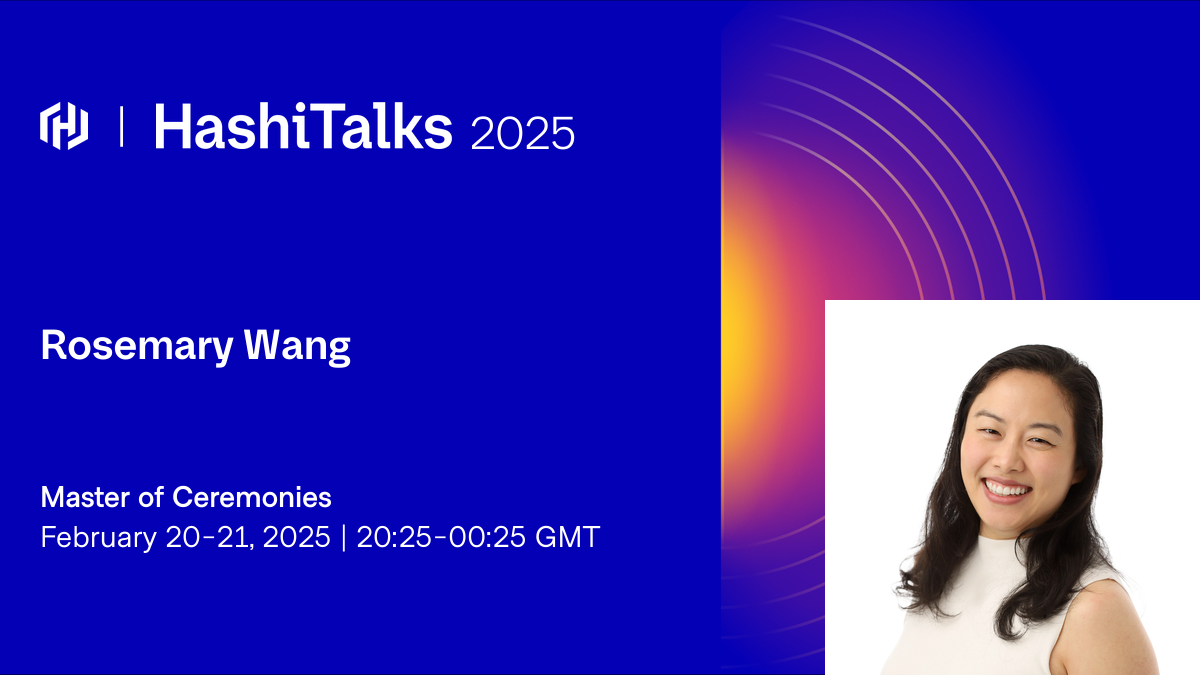 HashiTalks 2025
Rosemary Wang
Master of Ceremonies
February 20-21, 2025 | 20:25-00:25 GMT